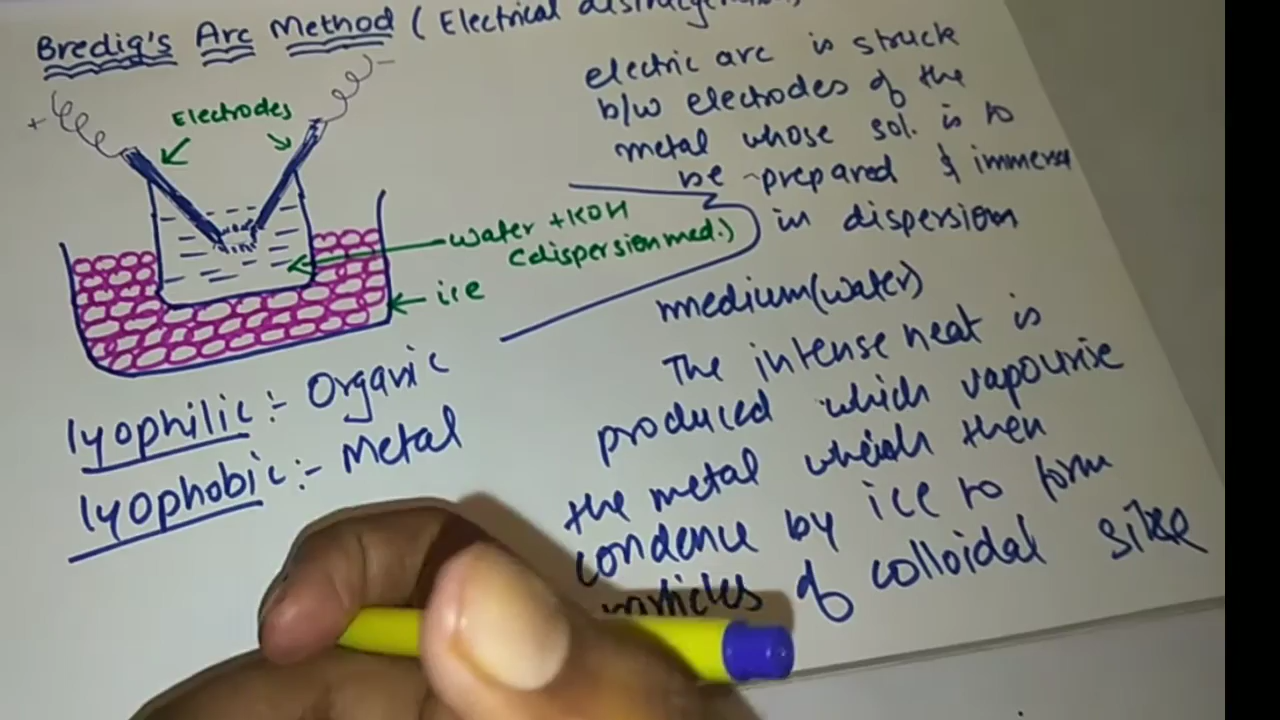 Bredig's Arc Method (Electrical
+
−
Electrodes
water + KOH
(dispersion med.)
ice
lyophilic :- Organic
lyophobic :- Metal
electric arc is struck
b/w electrodes of the
metal whose sol. is to
be prepared & immerse
in dispersion
medium (water)
The intense heat is
produced which vapourise
the metal which then
condence by ice to form
particles of colloidal size